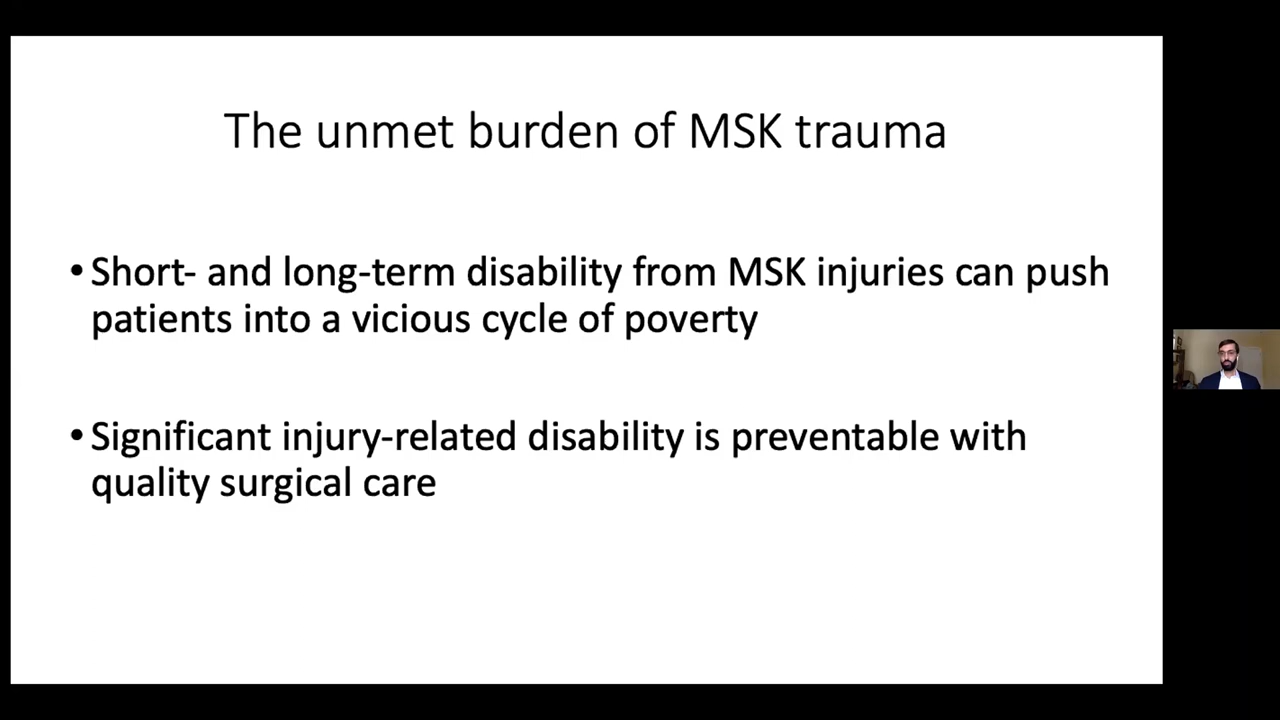 The unmet burden of MSK trauma
• Short- and long-term disability from MSK injuries can push
patients into a vicious cycle of poverty
• Significant injury-related disability is preventable with
quality surgical care